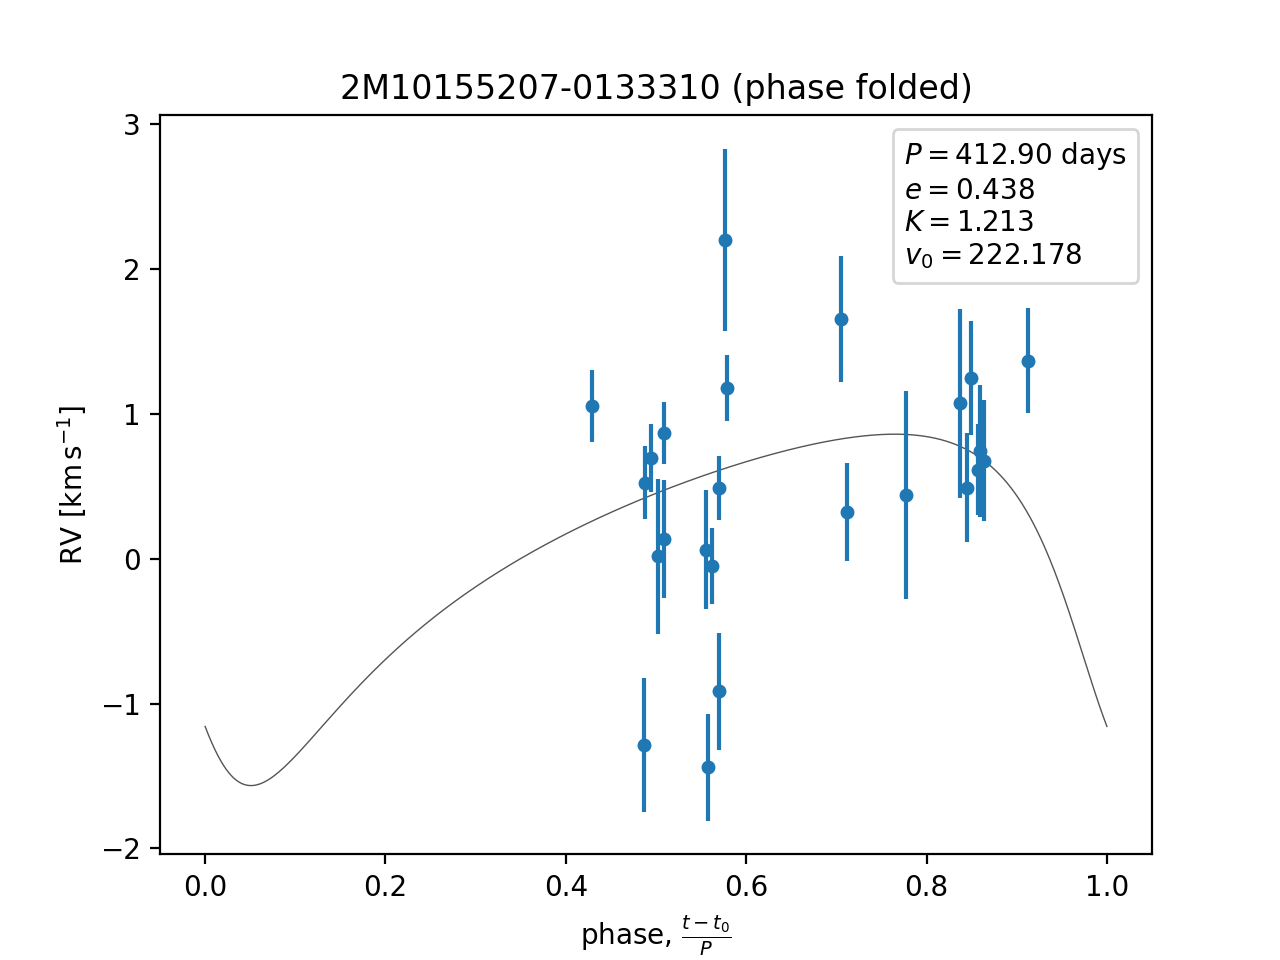 2M10155207-0133310 (phase folded)
P = 412.90 days
e = 0.438
K = 1.213
v₀ = 222.178
3
2
1
0
−1
−2
RV [km s⁻¹]
0.0 0.2 0.4 0.6 0.8 1.0
phase, (t − t₀)/P